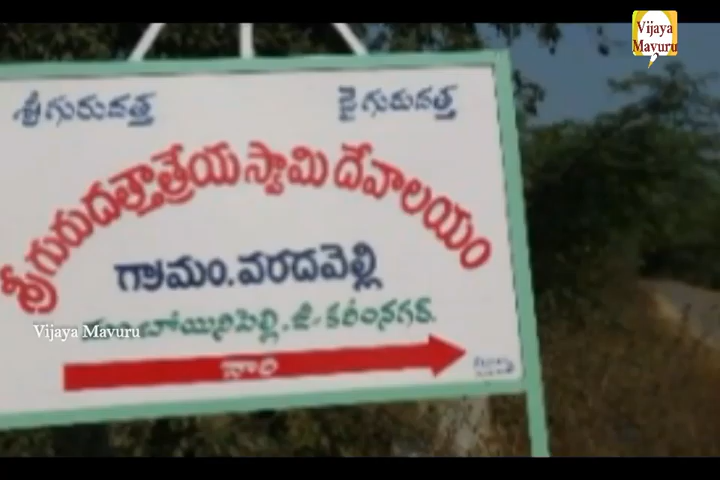 Vijaya
Mavuru
శ్రీ గురుదత్త జై గురుదత్త
శ్రీ గురుదత్తాత్రేయ స్వామి దేవాలయం
గ్రామం. వరదవెల్లి
బోయినిపెల్లి. జి. కరీంనగర్.
Vijaya Mavuru
దారి